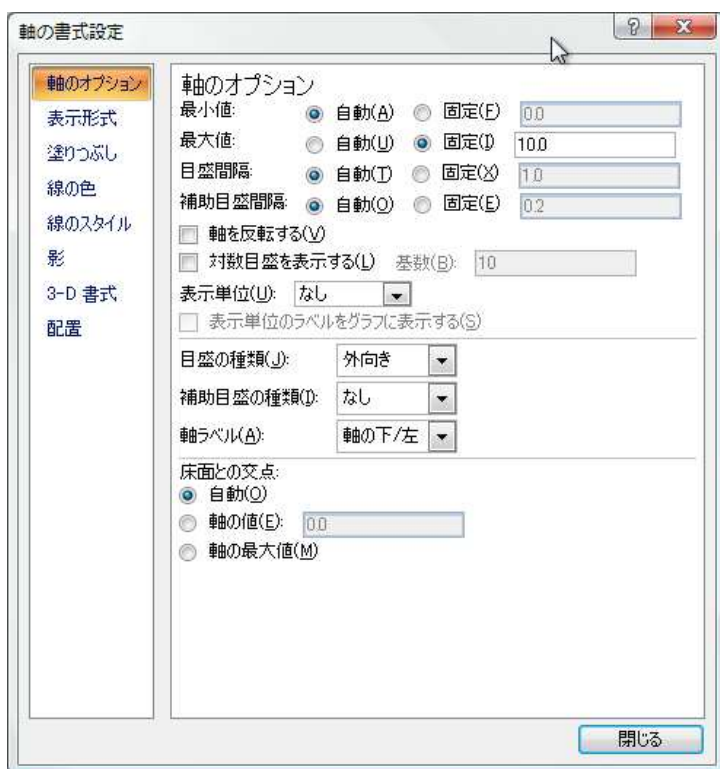 軸の書式設定
軸のオプション
表示形式
塗りつぶし
線の色
線のスタイル
影
3-D 書式
配置
軸のオプション
最小値: 自動(A) 固定(F) 0.0
最大値: 自動(U) 固定(I) 10.0
目盛間隔: 自動(T) 固定(X) 1.0
補助目盛間隔: 自動(O) 固定(E) 0.2
軸を反転する(V)
対数目盛を表示する(L) 基数(B): 10
表示単位(U): なし
表示単位のラベルをグラフに表示する(S)
目盛の種類(J): 外向き
補助目盛の種類(I): なし
軸ラベル(A): 軸の下/左
床面との交点:
自動(O)
軸の値(E): 0.0
軸の最大値(M)
閉じる